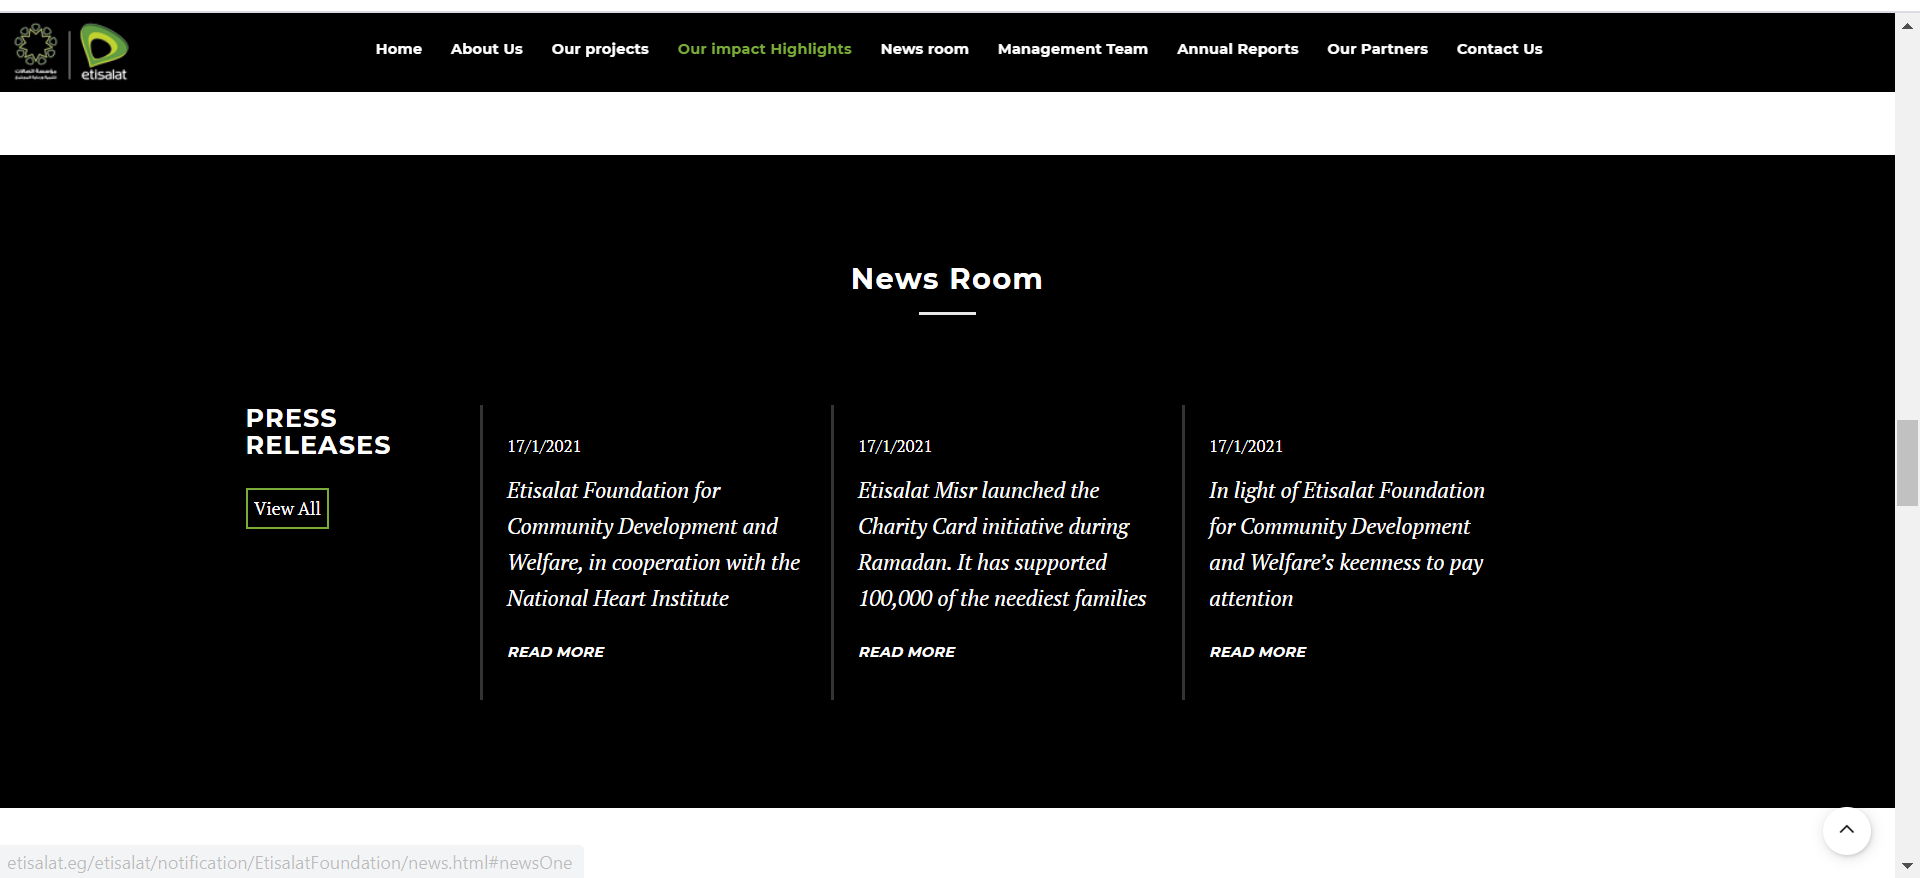 etisalat
Home
About Us
Our projects
Our impact Highlights
News room
Management Team
Annual Reports
Our Partners
Contact Us
News Room
PRESS
RELEASES
View All
17/1/2021
Etisalat Foundation for
Community Development and
Welfare, in cooperation with the
National Heart Institute
READ MORE
17/1/2021
Etisalat Misr launched the
Charity Card initiative during
Ramadan. It has supported
100,000 of the neediest families
READ MORE
17/1/2021
In light of Etisalat Foundation
for Community Development
and Welfare’s keenness to pay
attention
READ MORE
etisalat.eg/etisalat/notification/EtisalatFoundation/news.html#newsOne